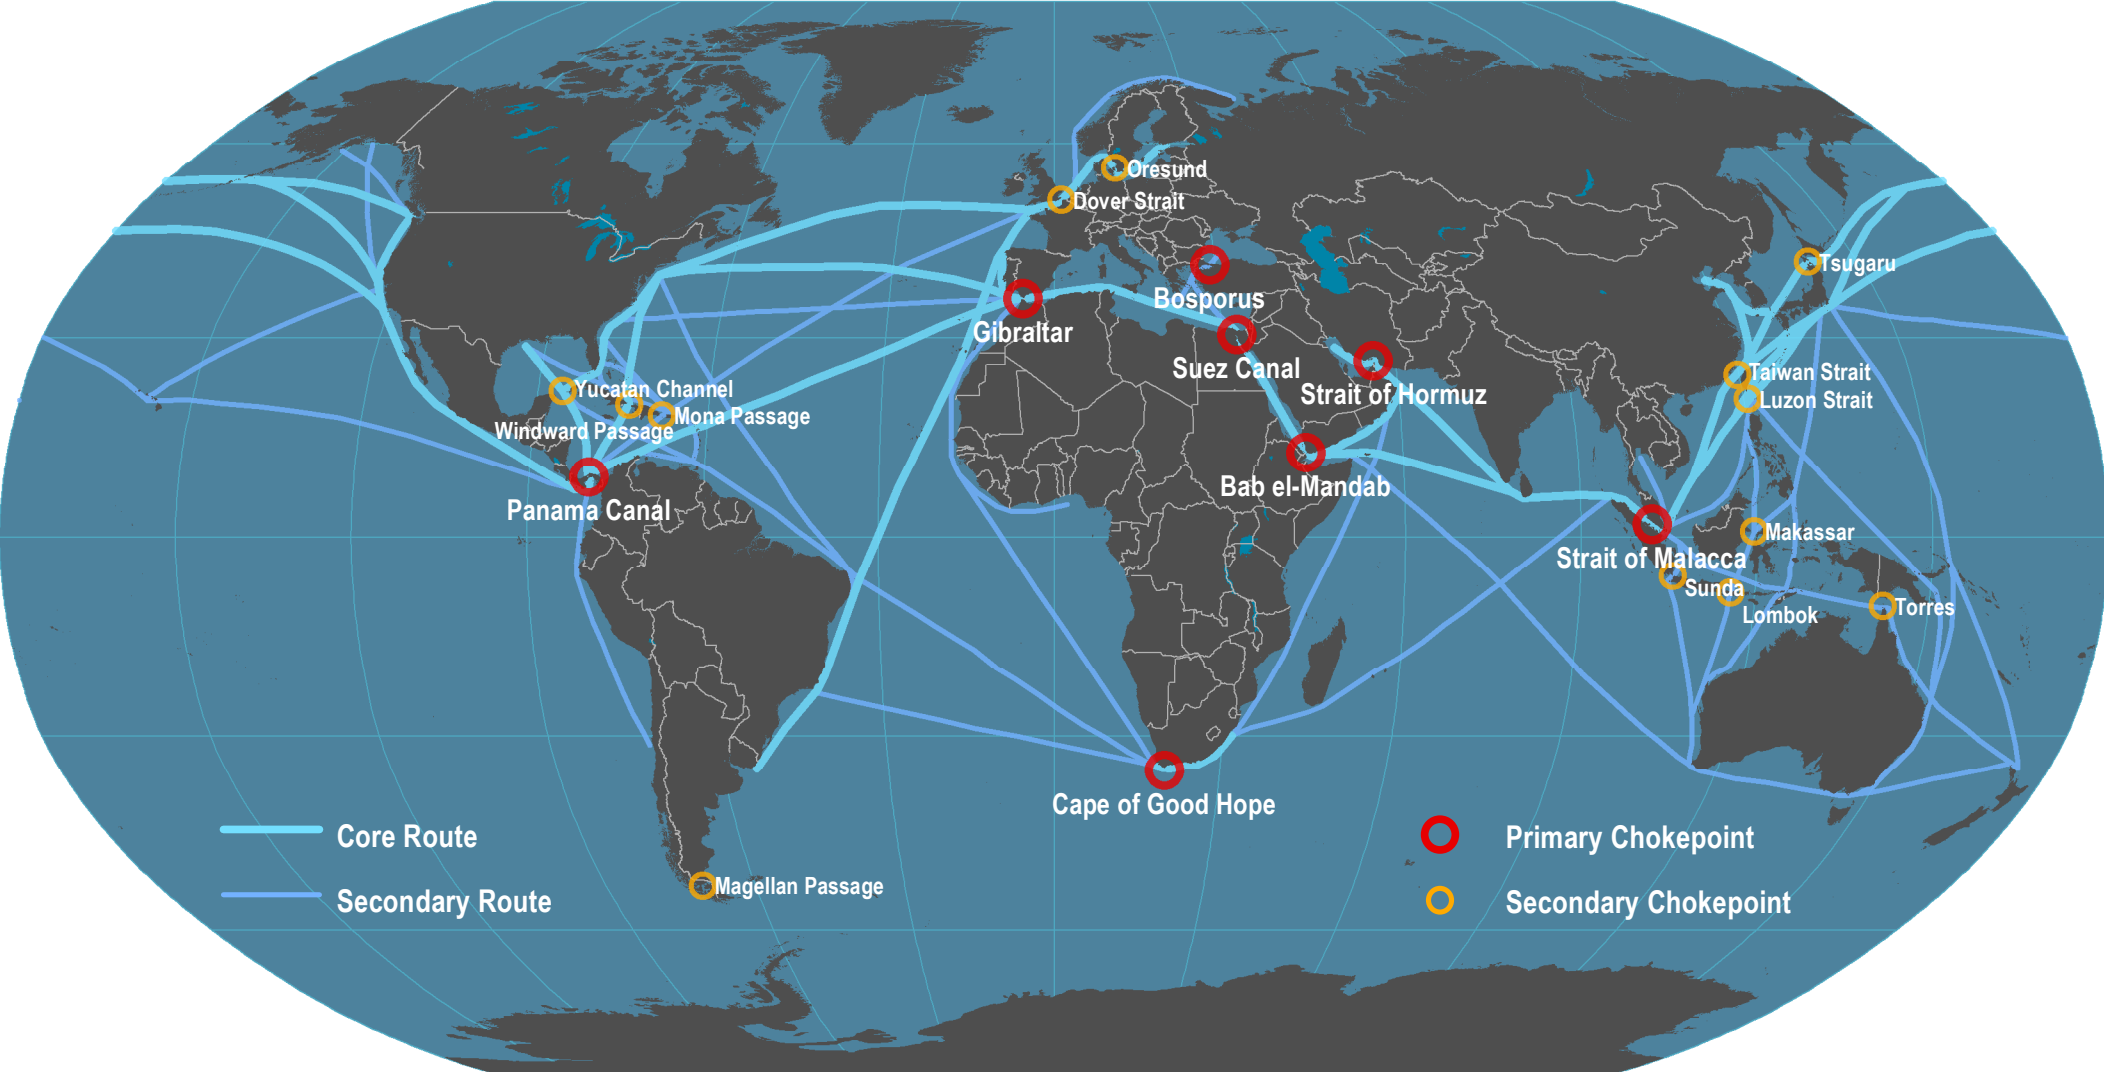 Oresund
Dover Strait
Tsugaru
Bosporus
Gibraltar
Suez Canal
Strait of Hormuz
Taiwan Strait
Luzon Strait
Yucatan Channel
Mona Passage
Windward Passage
Bab el-Mandab
Panama Canal
Makassar
Strait of Malacca
Sunda
Lombok
Torres
Cape of Good Hope
Core Route
Primary Chokepoint
Magellan Passage
Secondary Route
Secondary Chokepoint